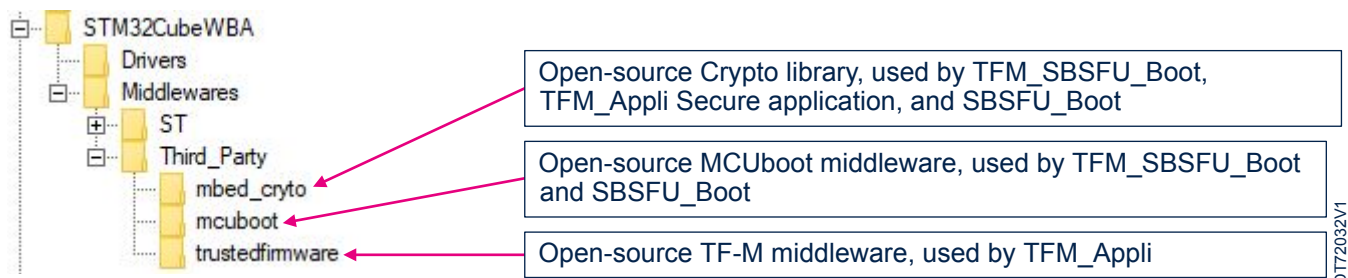 STM32CubeWBA
Drivers
Middlewares
ST
Third_Party
mbed_cryto
mcuboot
trustedfirmware
Open-source Crypto library, used by TFM_SBSFU_Boot,
TFM_Appli Secure application, and SBSFU_Boot
Open-source MCUboot middleware, used by TFM_SBSFU_Boot
and SBSFU_Boot
Open-source TF-M middleware, used by TFM_Appli
DT72032V1